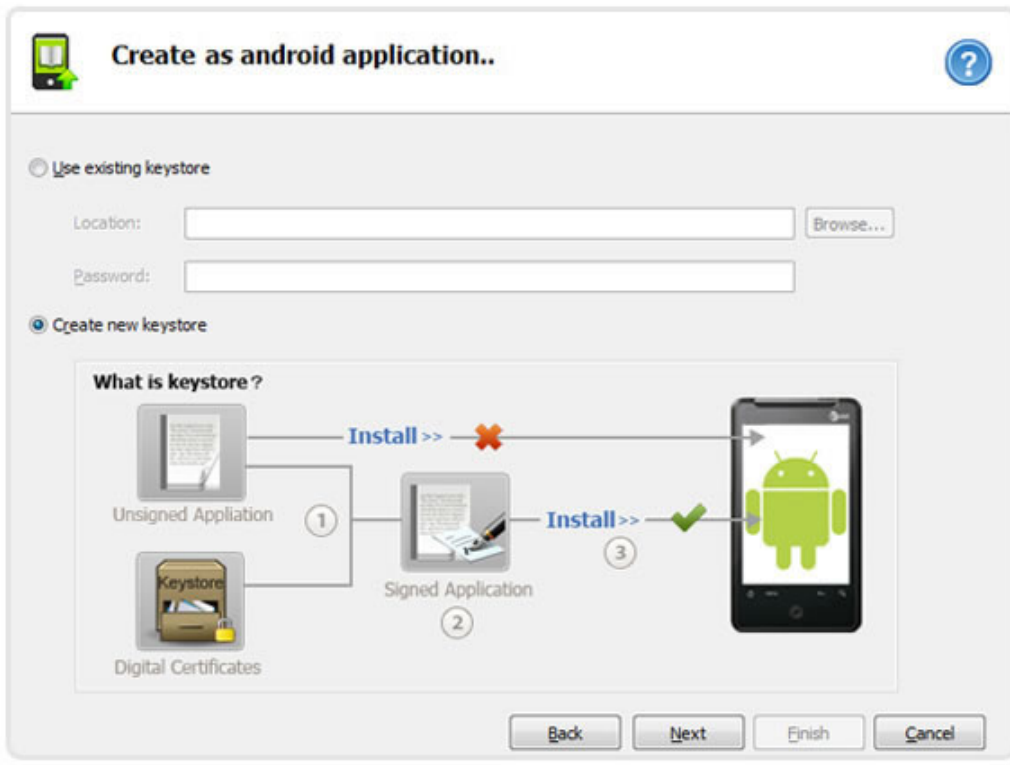 Create as android application..
?
Use existing keystore
Location:
Browse...
Password:
Create new keystore
What is keystore?
Install >>
Unsigned Appliation
1
Install>>
3
Keystore
Signed Application
2
Digital Certificates
Back
Next
Finish
Cancel